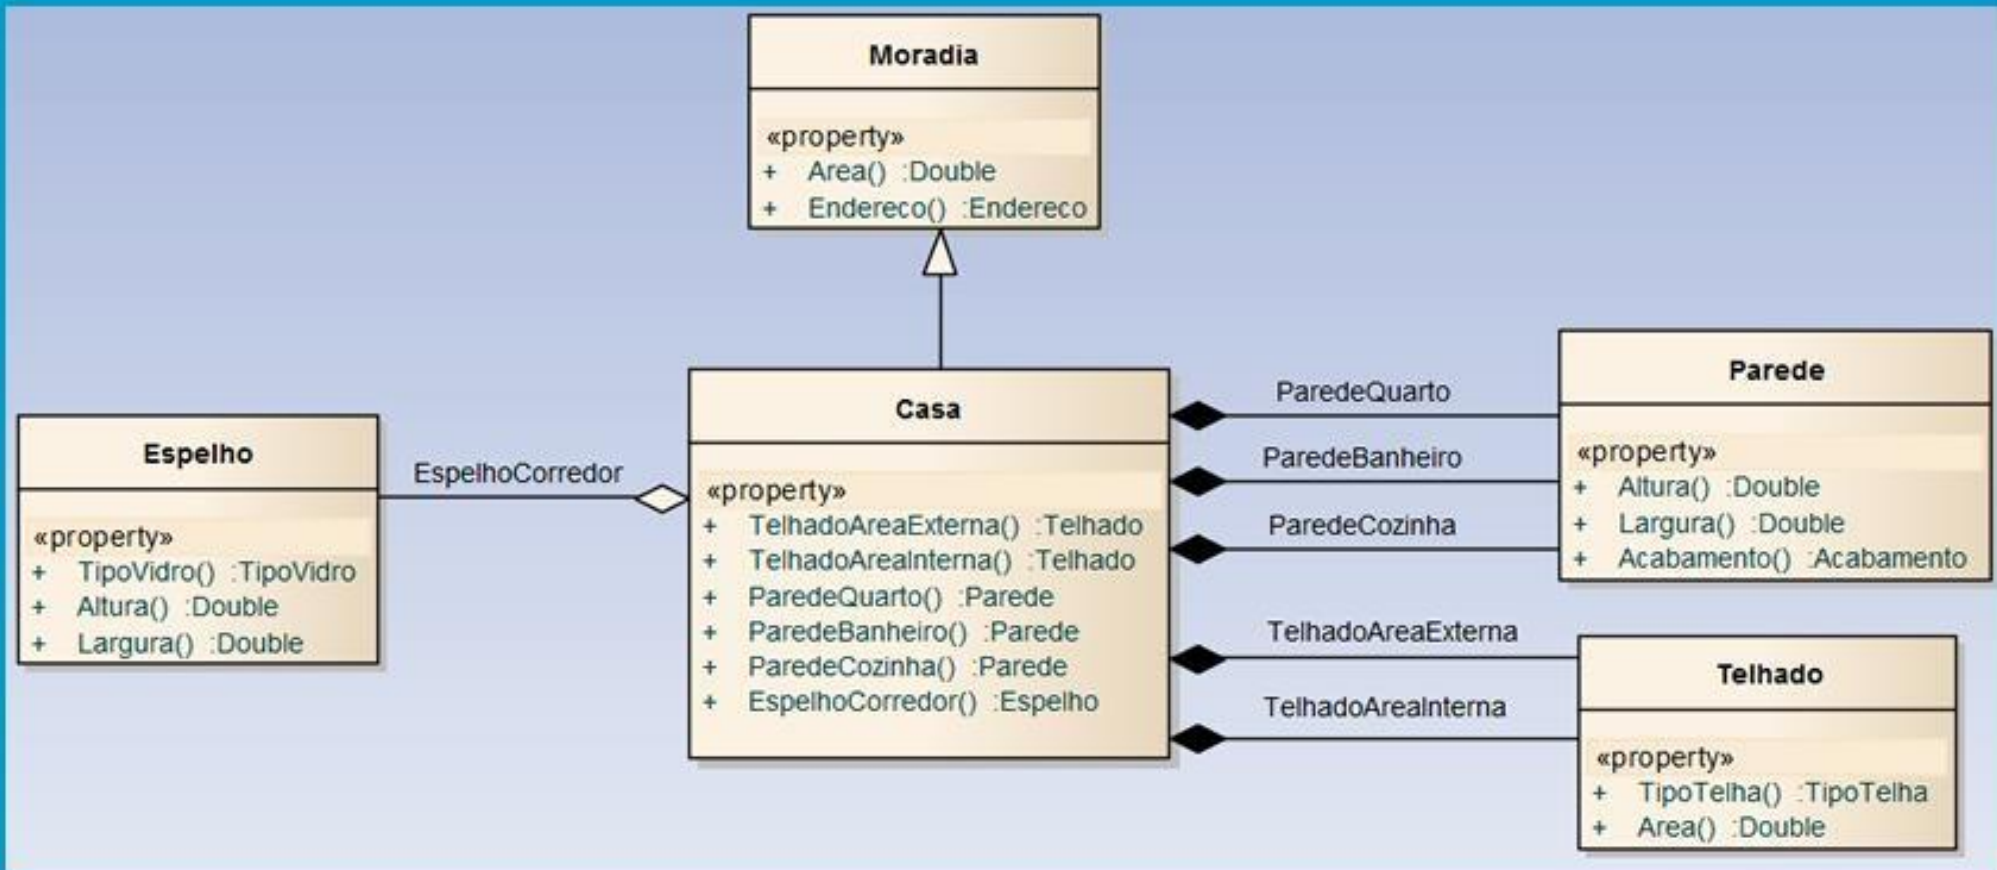 Moradia
«property»
+ Area() :Double
+ Endereco() :Endereco
Espelho
«property»
+ TipoVidro() :TipoVidro
+ Altura() :Double
+ Largura() :Double
EspelhoCorredor
Casa
«property»
+ TelhadoAreaExterna() :Telhado
+ TelhadoAreaInterna() :Telhado
+ ParedeQuarto() :Parede
+ ParedeBanheiro() :Parede
+ ParedeCozinha() :Parede
+ EspelhoCorredor() :Espelho
ParedeQuarto
ParedeBanheiro
ParedeCozinha
TelhadoAreaExterna
TelhadoAreaInterna
Parede
«property»
+ Altura() :Double
+ Largura() :Double
+ Acabamento() :Acabamento
Telhado
«property»
+ TipoTelha() :TipoTelha
+ Area() :Double